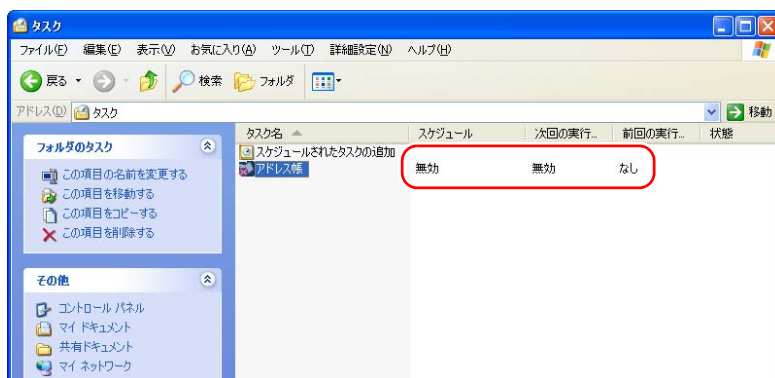 タスク
ファイル(F) 編集(E) 表示(V) お気に入り(A) ツール(T) 詳細設定(N) ヘルプ(H)
戻る 検索 フォルダ
アドレス(D) タスク 移動
フォルダのタスク
この項目の名前を変更する
この項目を移動する
この項目をコピーする
この項目を削除する
その他
コントロール パネル
マイ ドキュメント
共有ドキュメント
マイ ネットワーク
タスク名 スケジュール 次回の実行... 前回の実行... 状態
スケジュールされたタスクの追加
アドレス帳 無効 無効 なし